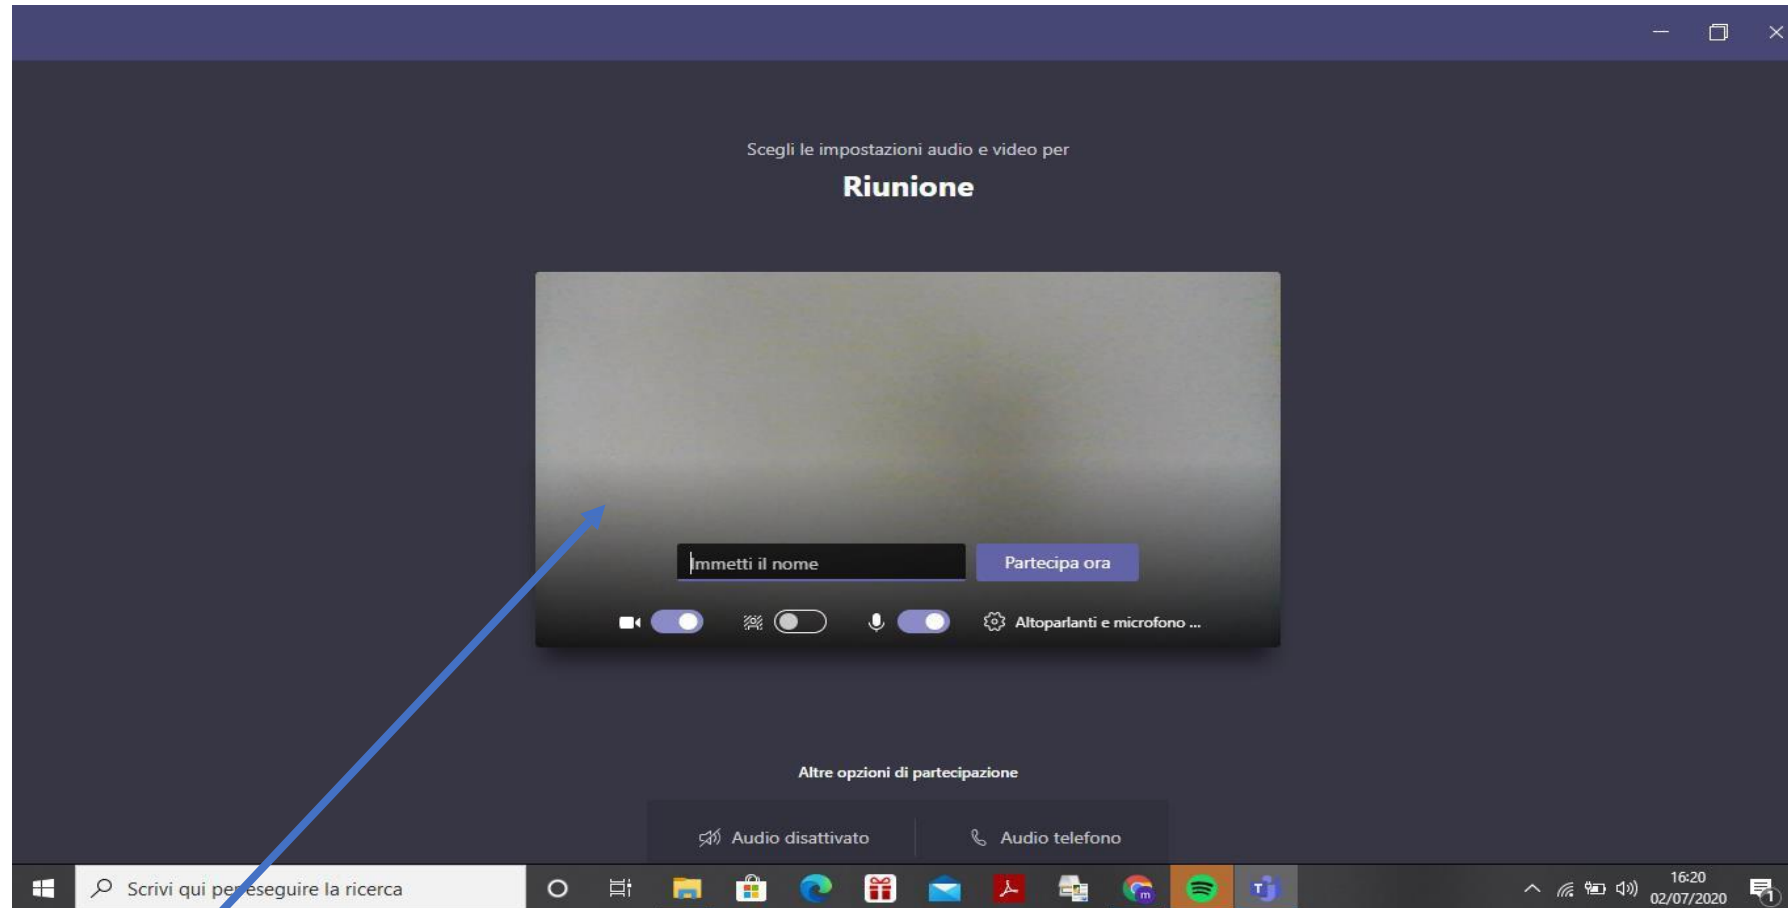 Scegli le impostazioni audio e video per
Riunione
Immetti il nome
Partecipa ora
Altoparlanti e microfono ...
Altre opzioni di partecipazione
Audio disattivato
Audio telefono
Scrivi qui per eseguire la ricerca
16:20
02/07/2020